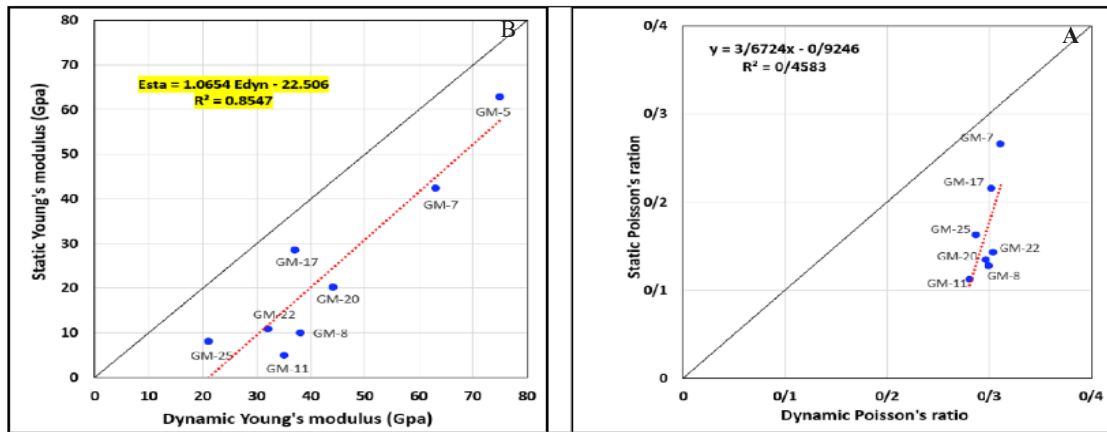 B
80
70
60
50
40
30
20
10
0
Static Young's modulus (Gpa)
Esta = 1.0654 Edyn - 22.506
R² = 0.8547
GM-5
GM-7
GM-17
GM-20
GM-22
GM-8
GM-25
GM-11
0 10 20 30 40 50 60 70 80
Dynamic Young's modulus (Gpa)
A
0/4
0/3
0/2
0/1
0
Static Poisson's ration
y = 3/6724x - 0/9246
R² = 0/4583
GM-7
GM-17
GM-25
GM-22
GM-20
GM-8
GM-11
0 0/1 0/2 0/3 0/4
Dynamic Poisson's ratio